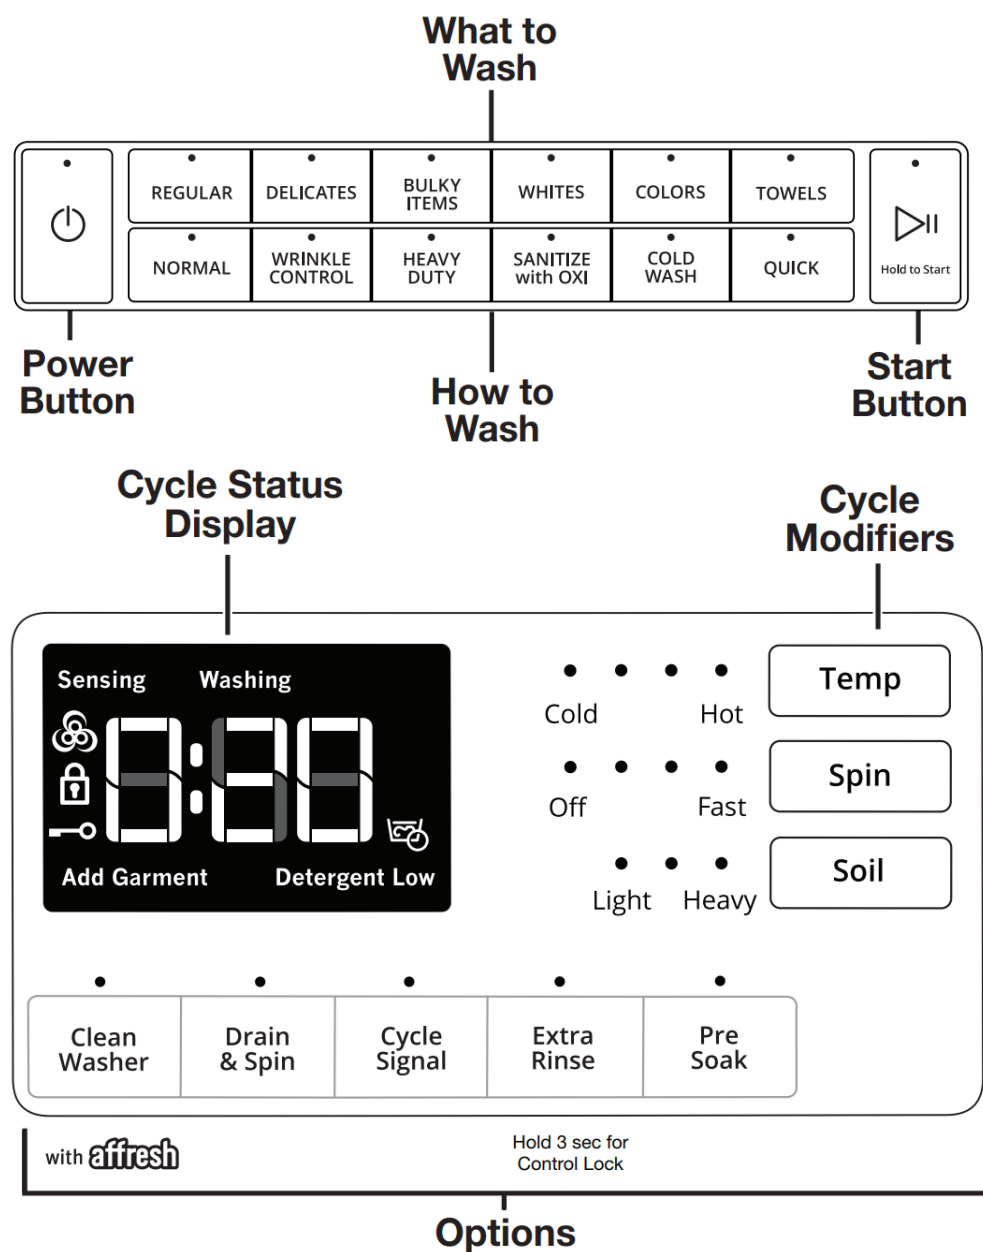 What to
Wash
REGULAR
DELICATES
BULKY
ITEMS
WHITES
COLORS
TOWELS
Hold to Start
NORMAL
WRINKLE
CONTROL
HEAVY
DUTY
SANITIZE
with OXI
COLD
WASH
QUICK
Power
Button
How to
Wash
Start
Button
Cycle Status
Display
Cycle
Modifiers
Sensing
Washing
Add Garment
Detergent Low
Cold
Hot
Temp
Off
Fast
Spin
Light
Heavy
Soil
Clean
Washer
Drain
& Spin
Cycle
Signal
Extra
Rinse
Pre
Soak
with affresh
Hold 3 sec for
Control Lock
Options